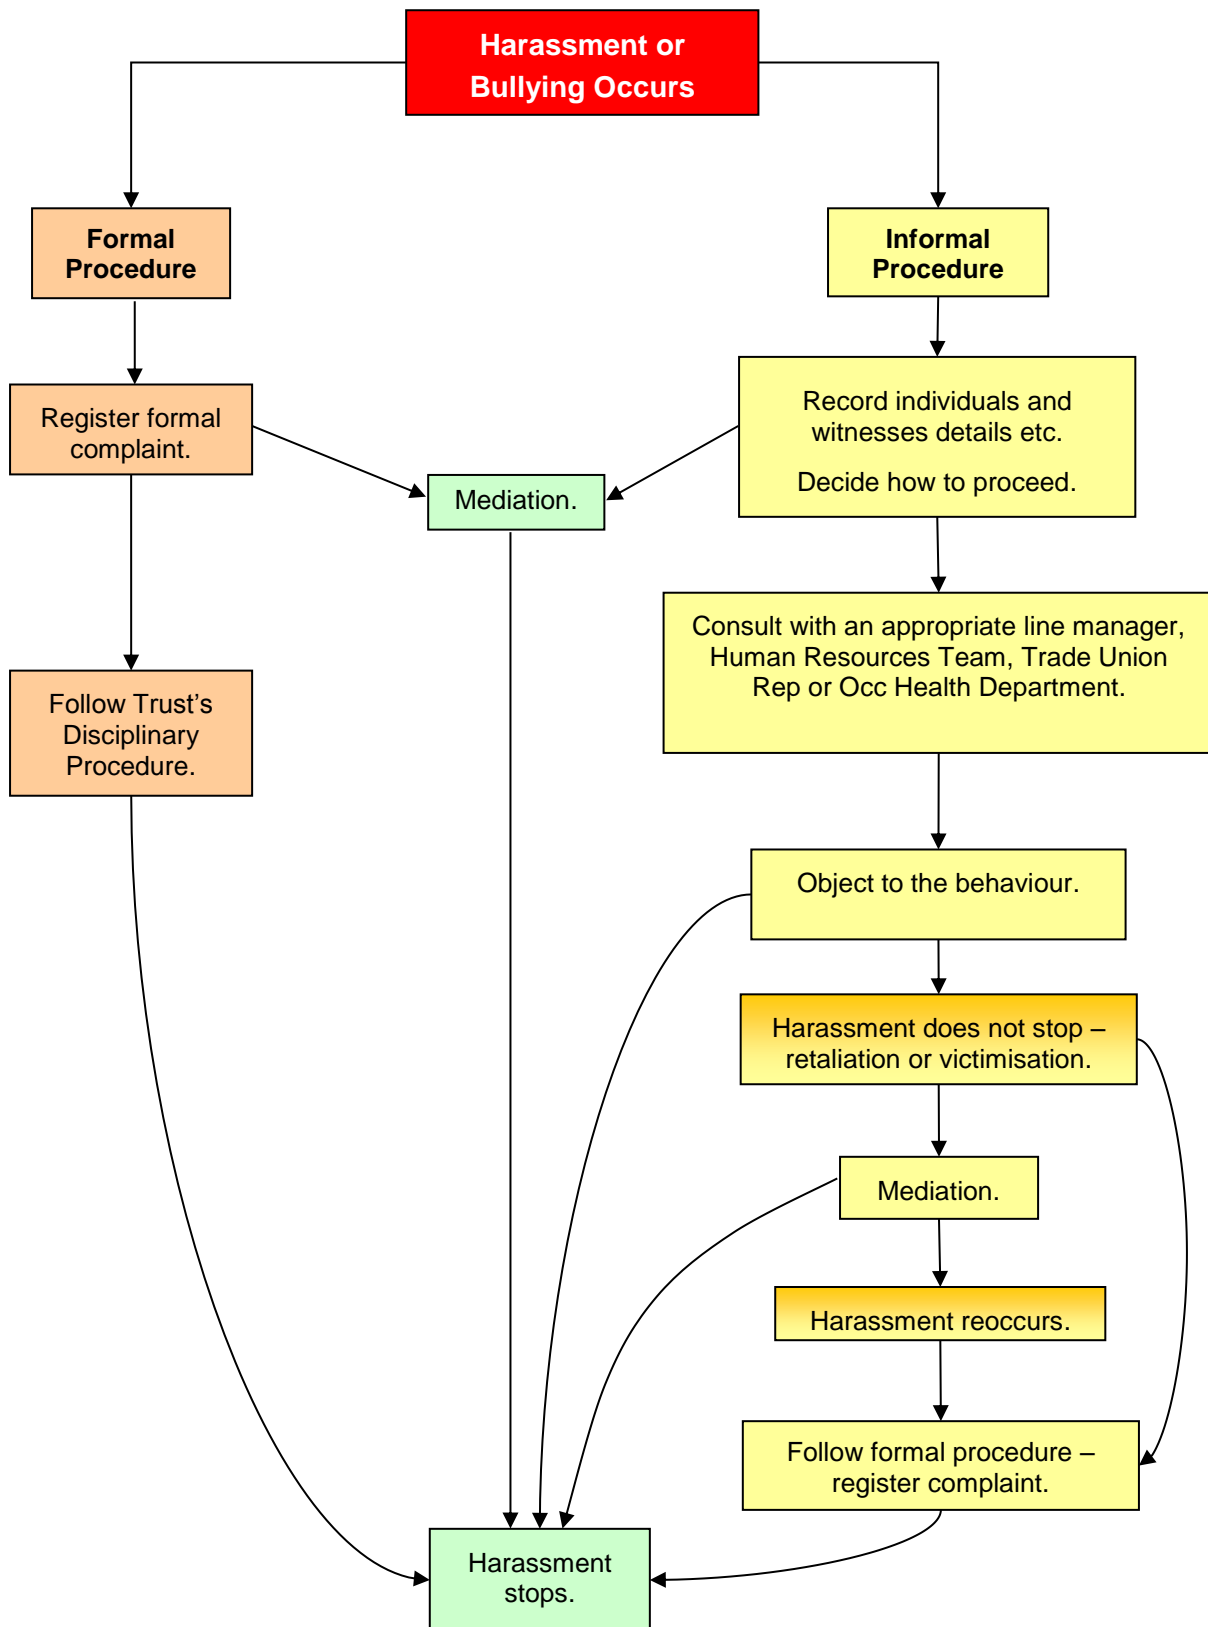 Harassment or
Bullying Occurs
Formal
Procedure
Informal
Procedure
Register formal
complaint.
Record individuals and
witnesses details etc.
Decide how to proceed.
Mediation.
Consult with an appropriate line manager,
Human Resources Team, Trade Union
Rep or Occ Health Department.
Follow Trust’s
Disciplinary
Procedure.
Object to the behaviour.
Harassment does not stop –
retaliation or victimisation.
Mediation.
Harassment reoccurs.
Follow formal procedure –
register complaint.
Harassment
stops.